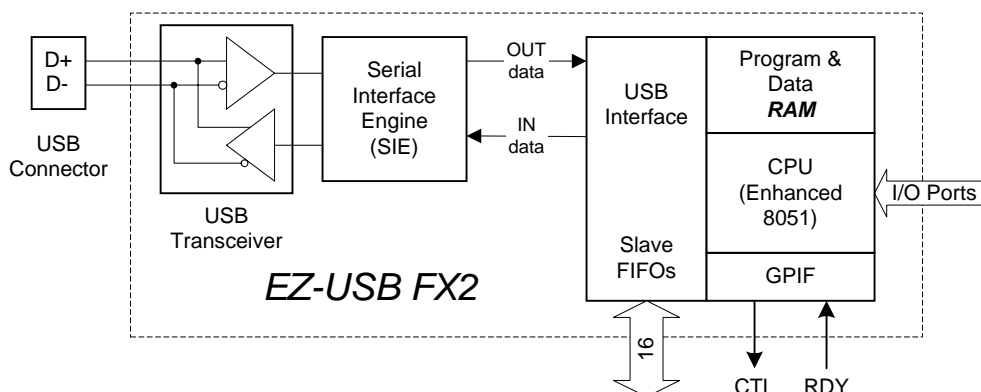 D+
D-
USB
Connector
USB
Transceiver
Serial
Interface
Engine
(SIE)
OUT
data
IN
data
USB
Interface
Slave
FIFOs
Program &
Data
RAM
CPU
(Enhanced
8051)
I/O Ports
GPIF
EZ-USB FX2
16
CTL
RDY